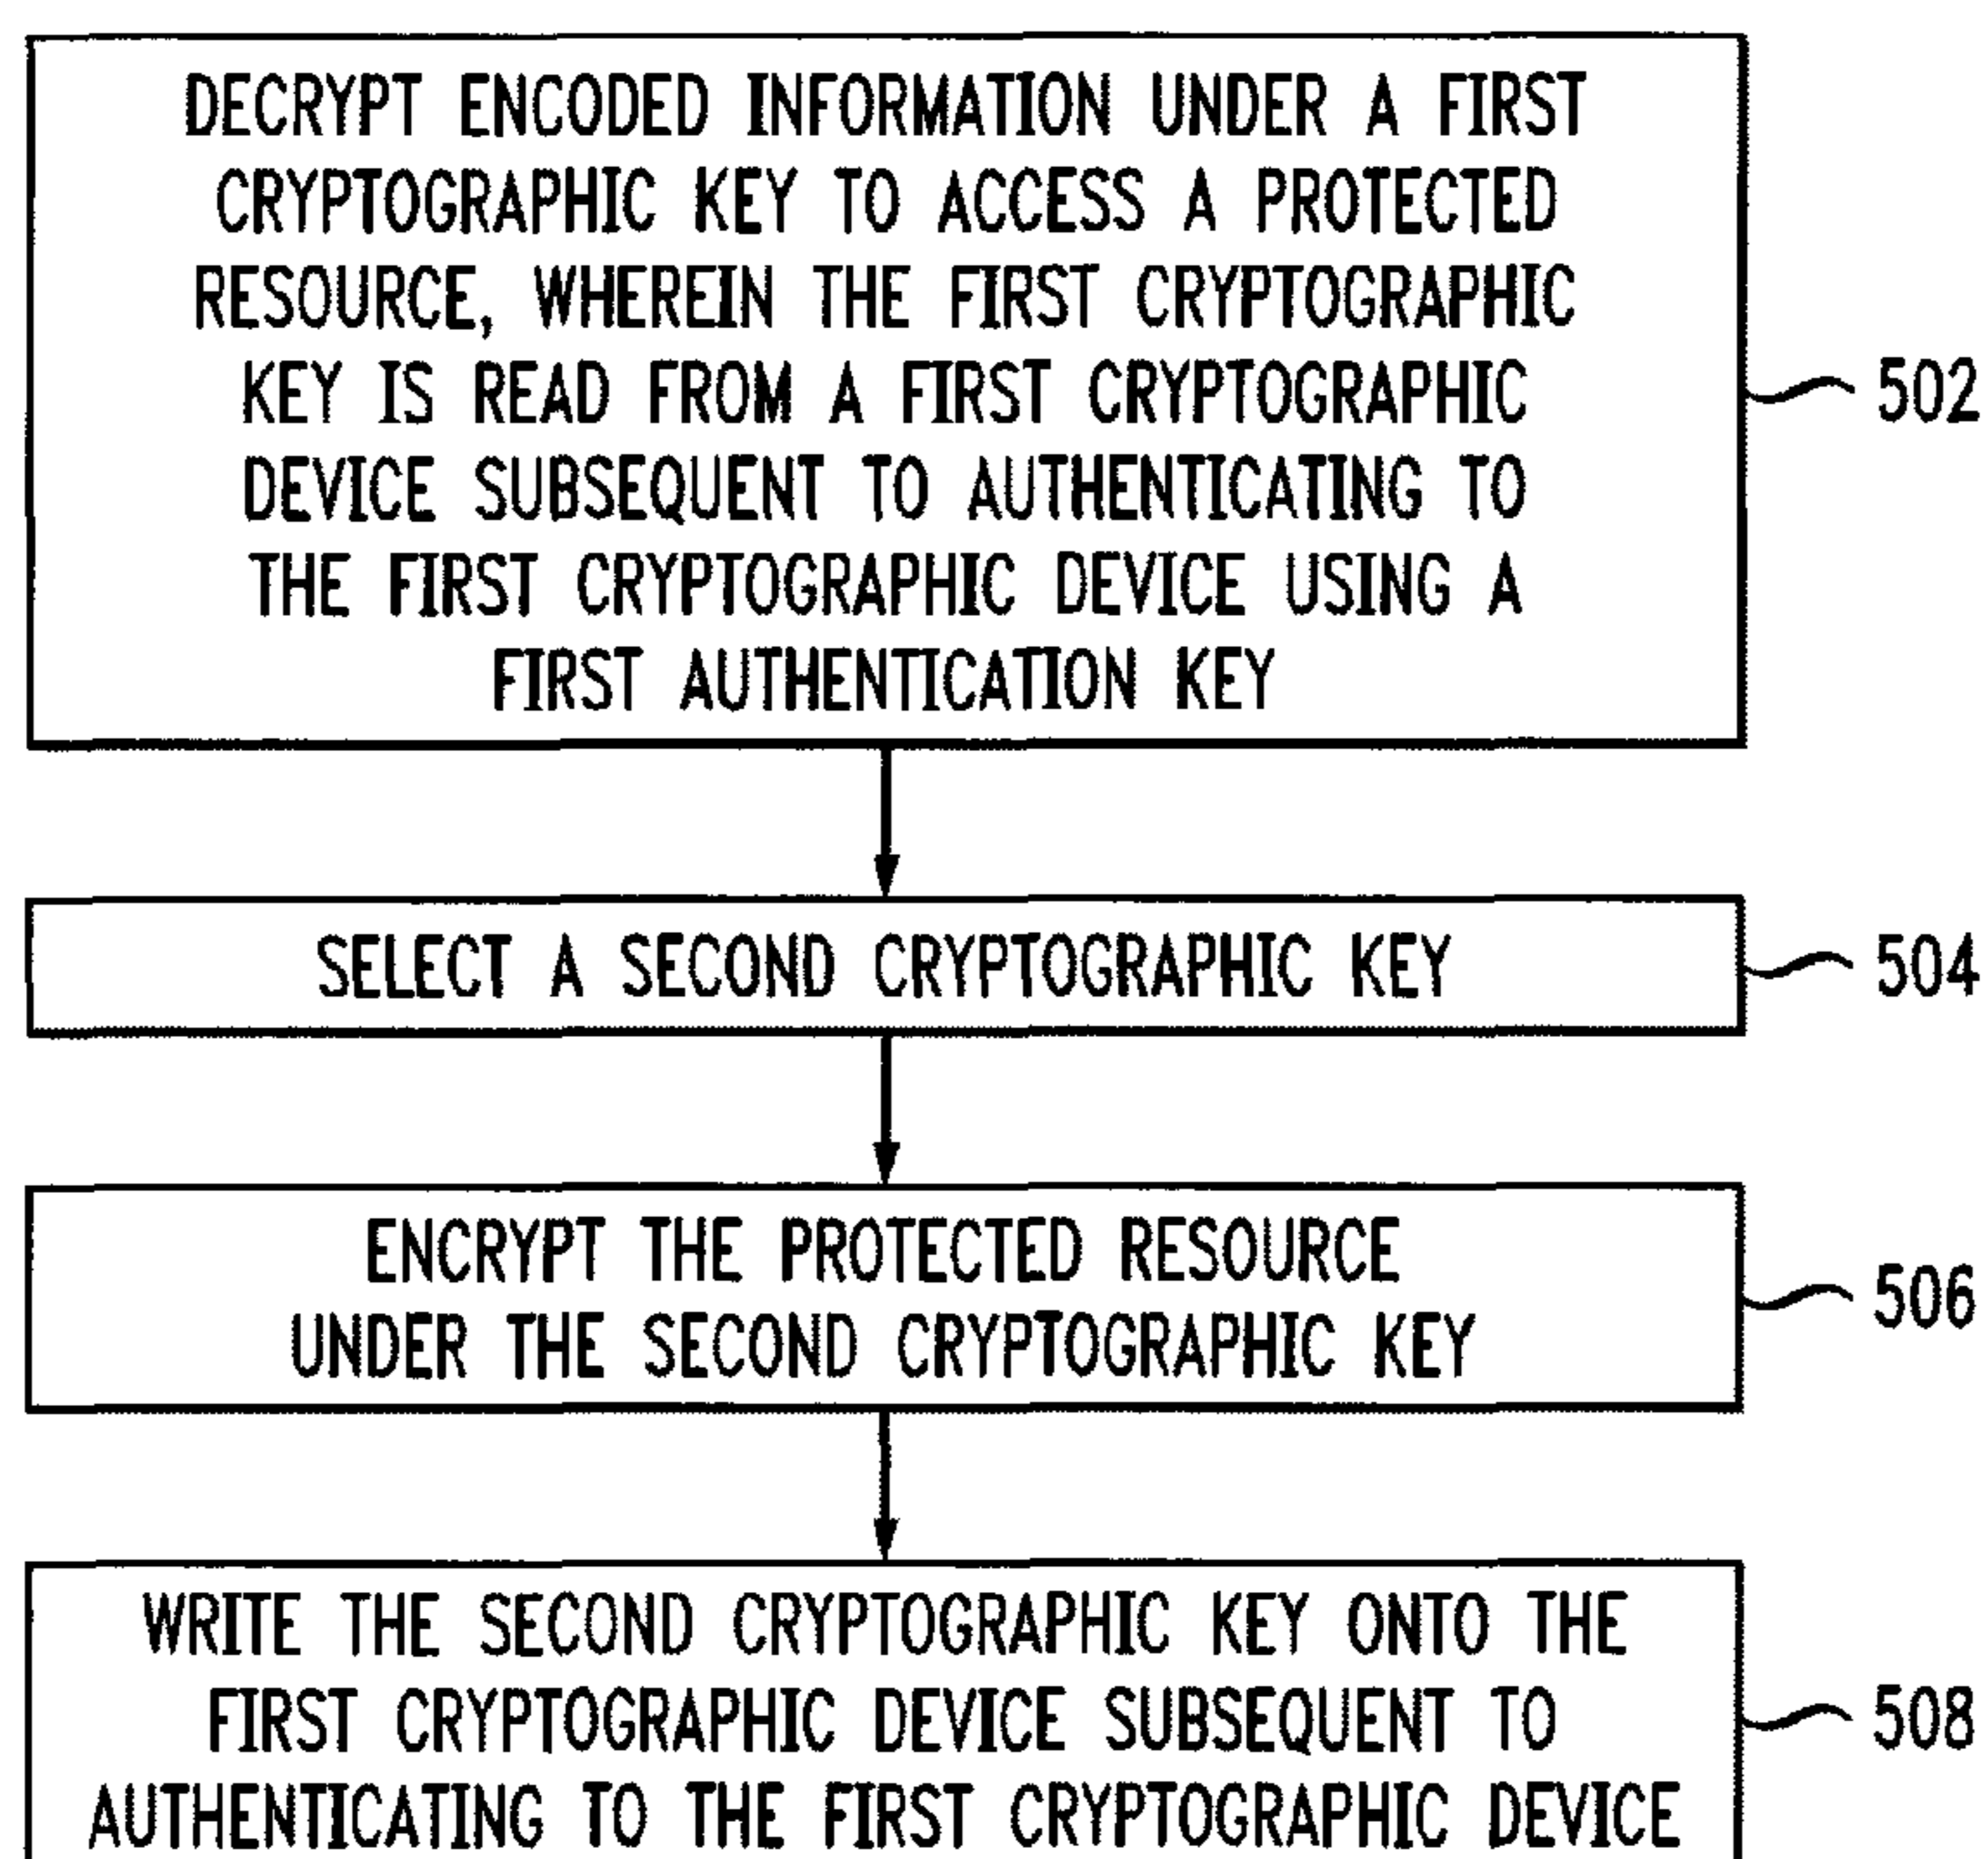 DECRYPT ENCODED INFORMATION UNDER A FIRST
CRYPTOGRAPHIC KEY TO ACCESS A PROTECTED
RESOURCE, WHEREIN THE FIRST CRYPTOGRAPHIC
KEY IS READ FROM A FIRST CRYPTOGRAPHIC
DEVICE SUBSEQUENT TO AUTHENTICATING TO
THE FIRST CRYPTOGRAPHIC DEVICE USING A
FIRST AUTHENTICATION KEY
502
SELECT A SECOND CRYPTOGRAPHIC KEY
504
ENCRYPT THE PROTECTED RESOURCE
UNDER THE SECOND CRYPTOGRAPHIC KEY
506
WRITE THE SECOND CRYPTOGRAPHIC KEY ONTO THE
FIRST CRYPTOGRAPHIC DEVICE SUBSEQUENT TO
AUTHENTICATING TO THE FIRST CRYPTOGRAPHIC DEVICE
508